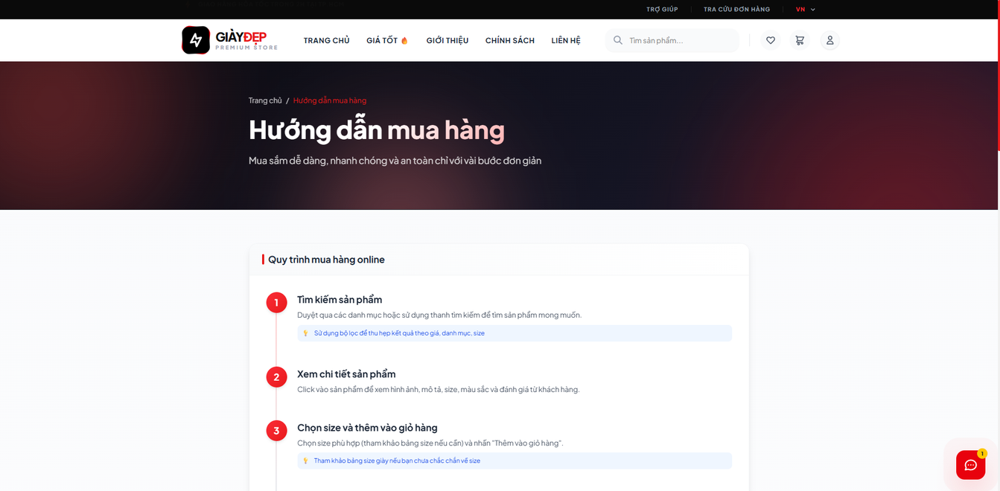 TRỢ GIÚP
TRA CỨU ĐƠN HÀNG
VN
GIÀYĐẸP
PREMIUM STORE
TRANG CHỦ
GIÁ TỐT
GIỚI THIỆU
CHÍNH SÁCH
LIÊN HỆ
Tìm sản phẩm...
Trang chủ / Hướng dẫn mua hàng
Hướng dẫn mua hàng
Mua sắm dễ dàng, nhanh chóng và an toàn chỉ với vài bước đơn giản
Quy trình mua hàng online
1
Tìm kiếm sản phẩm
Duyệt qua các danh mục hoặc sử dụng thanh tìm kiếm để tìm sản phẩm mong muốn.
Sử dụng bộ lọc để thu hẹp kết quả theo giá, danh mục, size
2
Xem chi tiết sản phẩm
Click vào sản phẩm để xem hình ảnh, mô tả, size, màu sắc và đánh giá từ khách hàng.
3
Chọn size và thêm vào giỏ hàng
Chọn size phù hợp (tham khảo bảng size nếu cần) và nhấn "Thêm vào giỏ hàng".
Tham khảo bảng size giày nếu bạn chưa chắc chắn về size
1